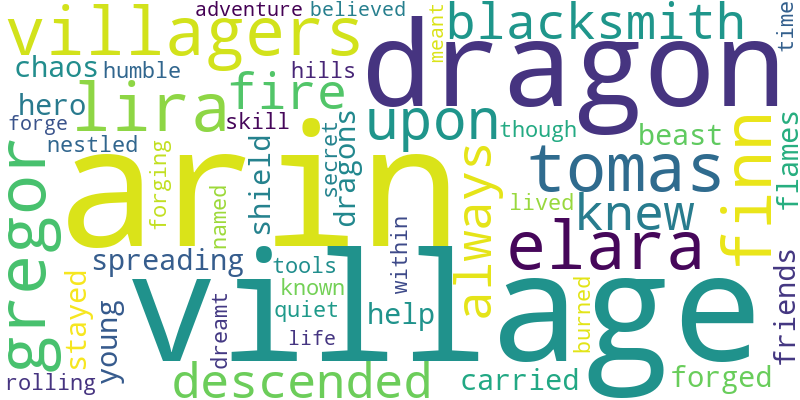 adventure believed
villagers
meant
blacksmith
time
chaos humble
hills
dragon
fire
hero lira
forge
skill
upon
though
beast
flames
nestled
arin
forging
named
shield
secret
dragons
always
tomas
finn
gregor
lived
knew
elara
spreading
within
village
tools
known
quiet
help
life
stayed
young
dreamt
burned
friends
rolling
descended
carried
forged